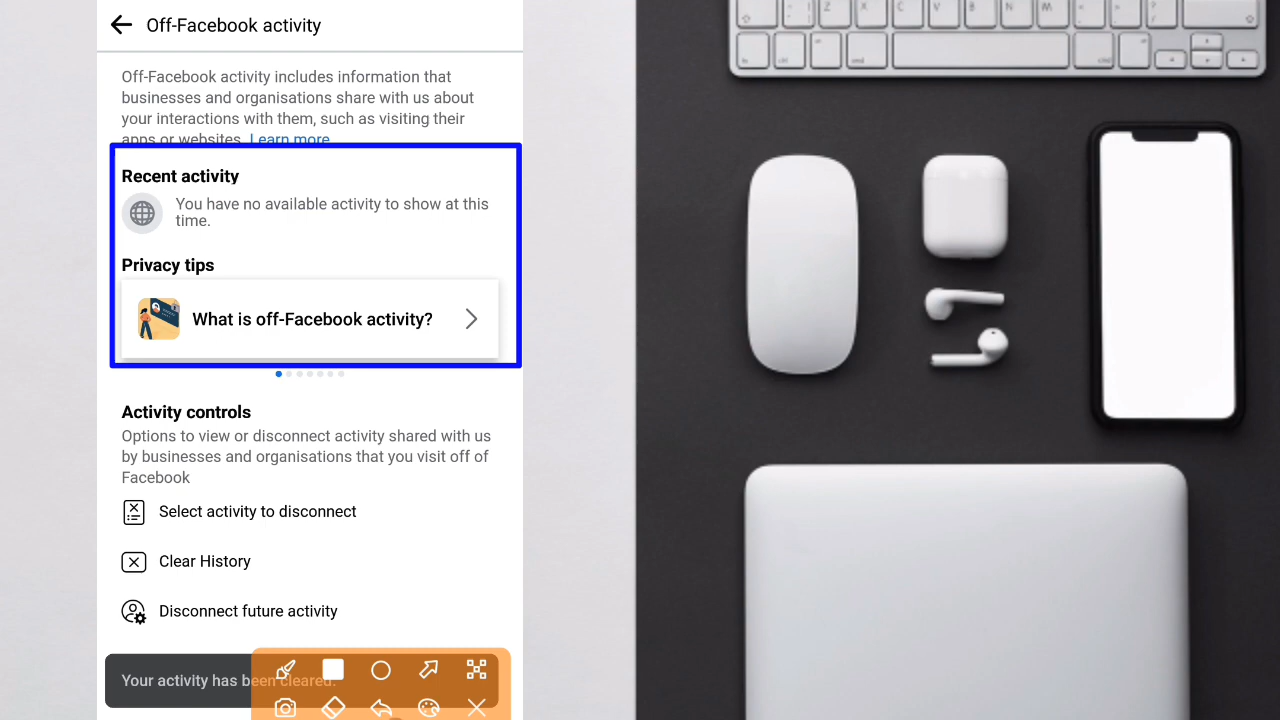 Off-Facebook activity
Off-Facebook activity includes information that
businesses and organisations share with us about
your interactions with them, such as visiting their
apps or websites. Learn more
Recent activity
You have no available activity to show at this
time.
Privacy tips
What is off-Facebook activity?
Activity controls
Options to view or disconnect activity shared with us
by businesses and organisations that you visit off of
Facebook
Select activity to disconnect
Clear History
Disconnect future activity
Your activity has been cleared.
Z X C V B N M